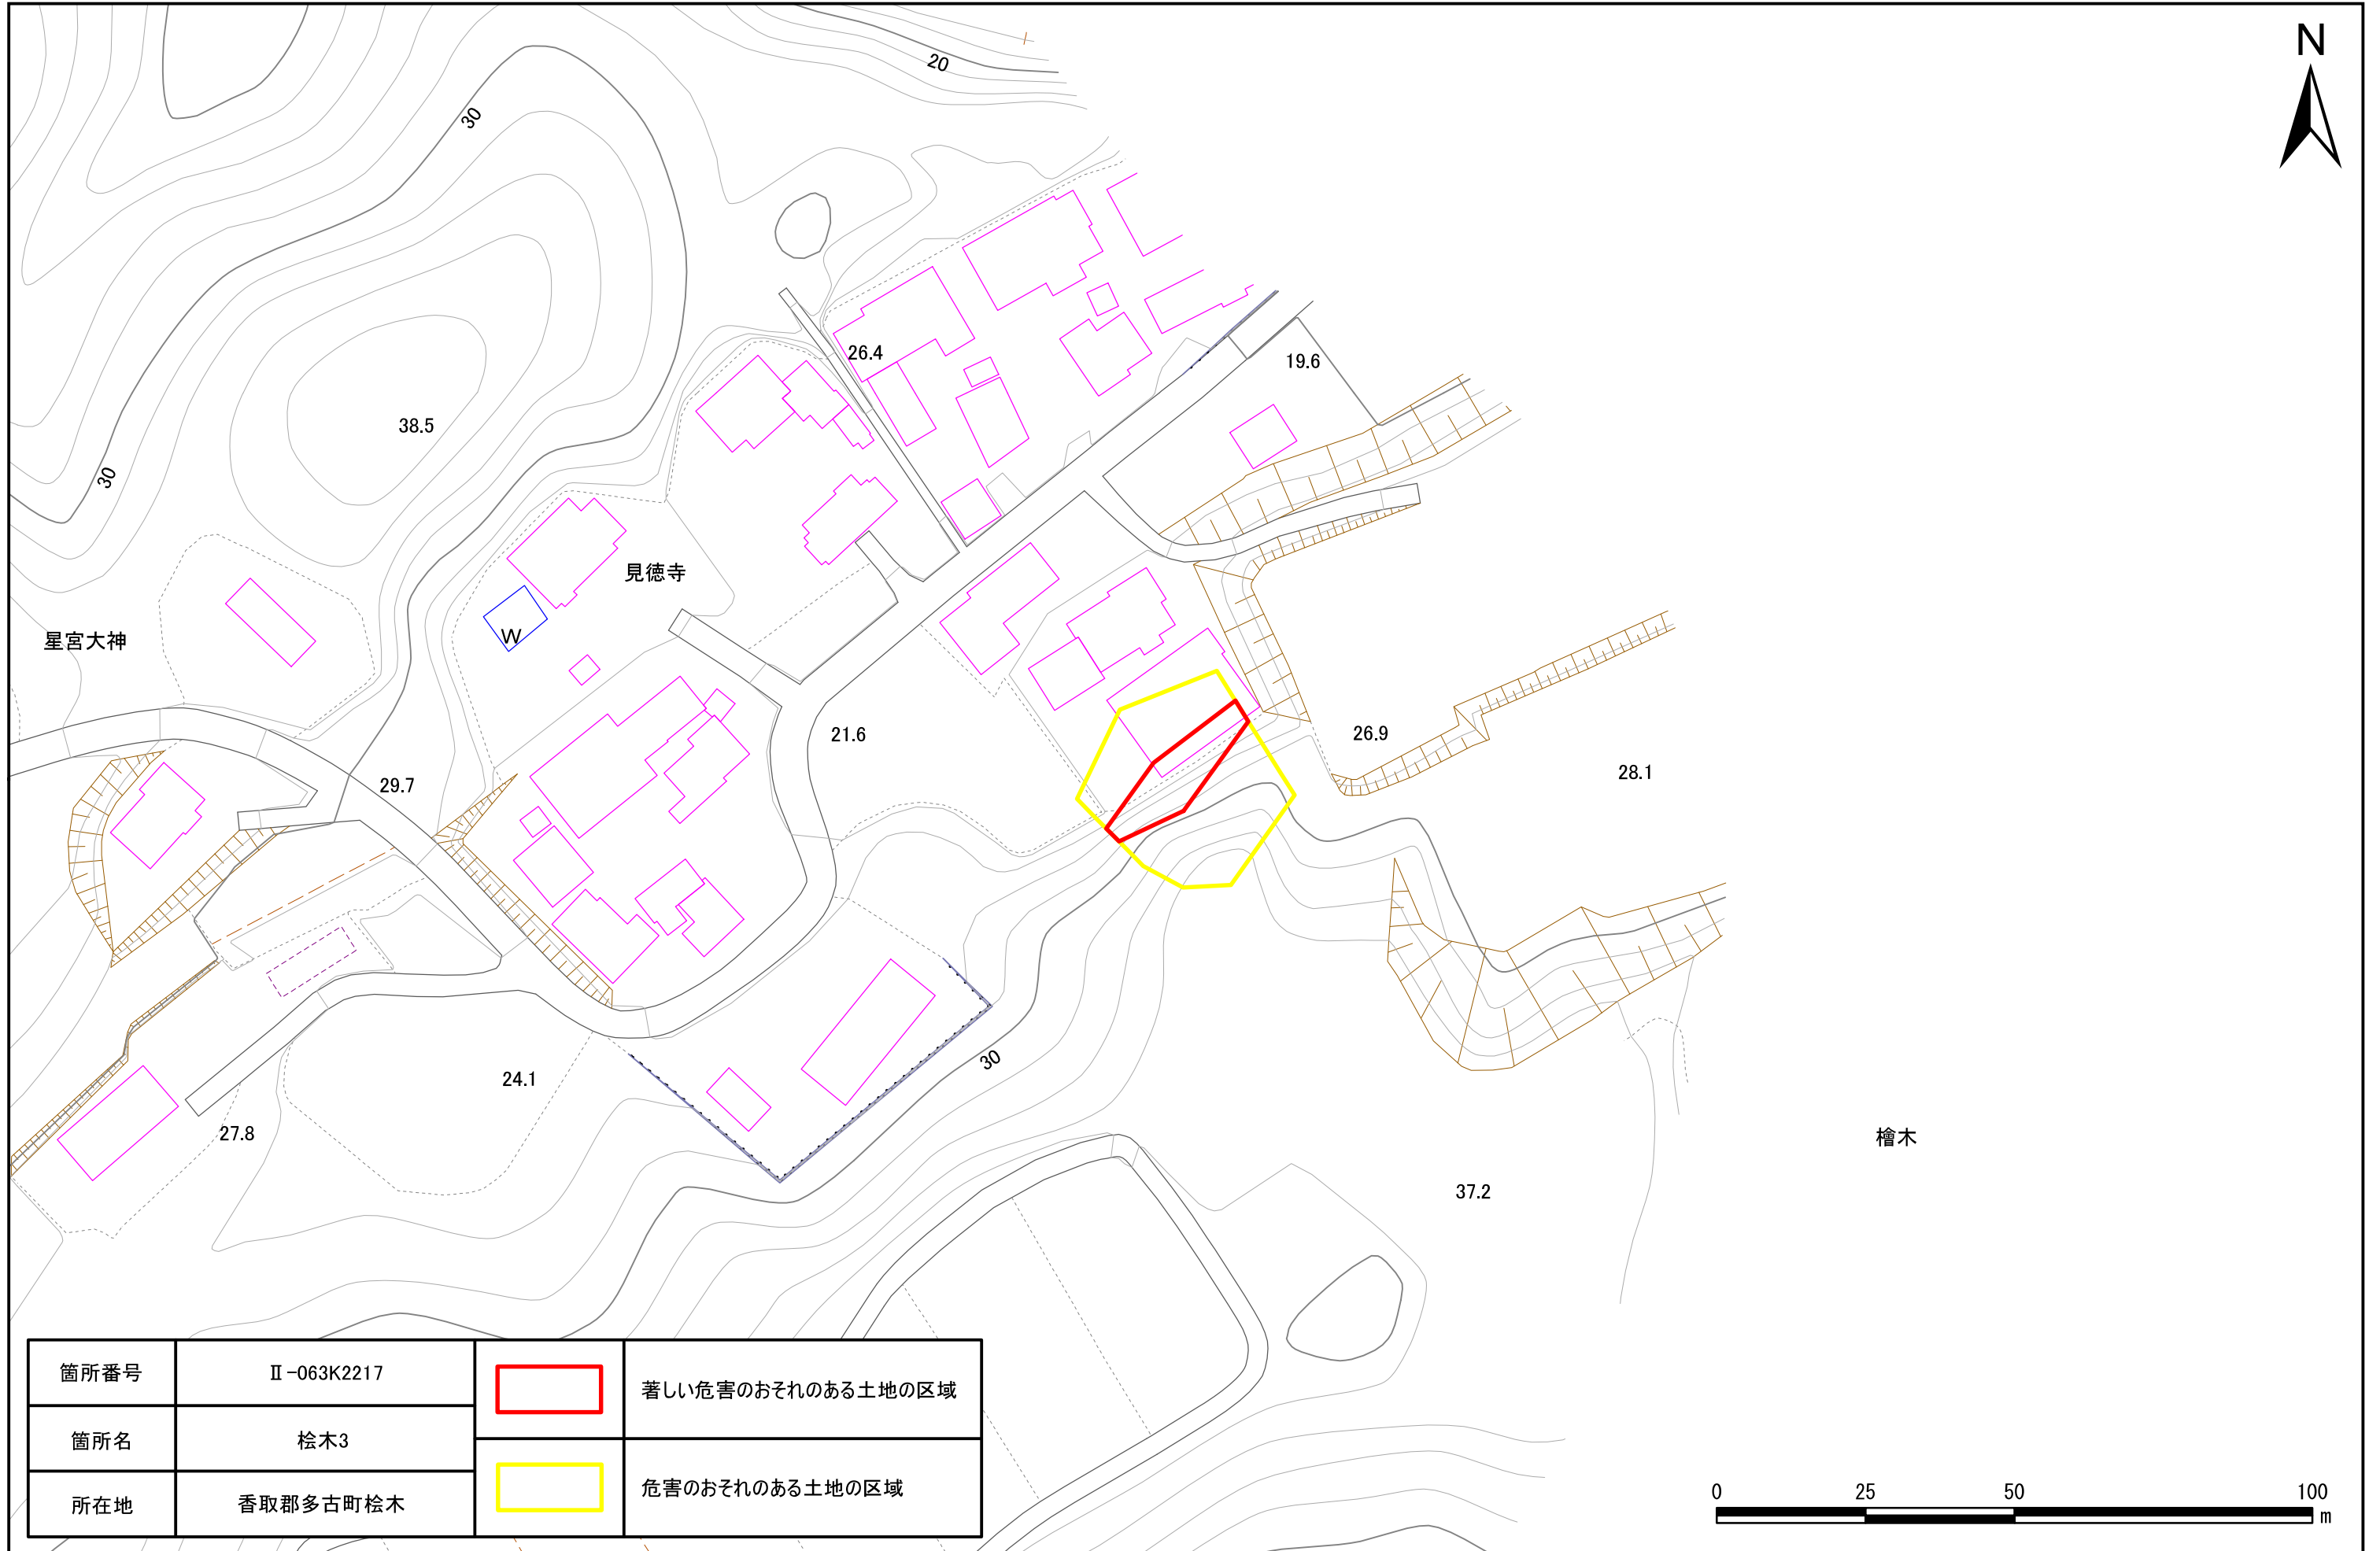 N
20
30
26.4
19.6
38.5
30
見徳寺
W
星宮大神
21.6
26.9
28.1
29.7
30
24.1
27.8
檜木
37.2
箇所番号 Ⅱ-063K2217
箇所名 桧木3
所在地 香取郡多古町桧木
著しい危害のおそれのある土地の区域
危害のおそれのある土地の区域
0 25 50 100
m